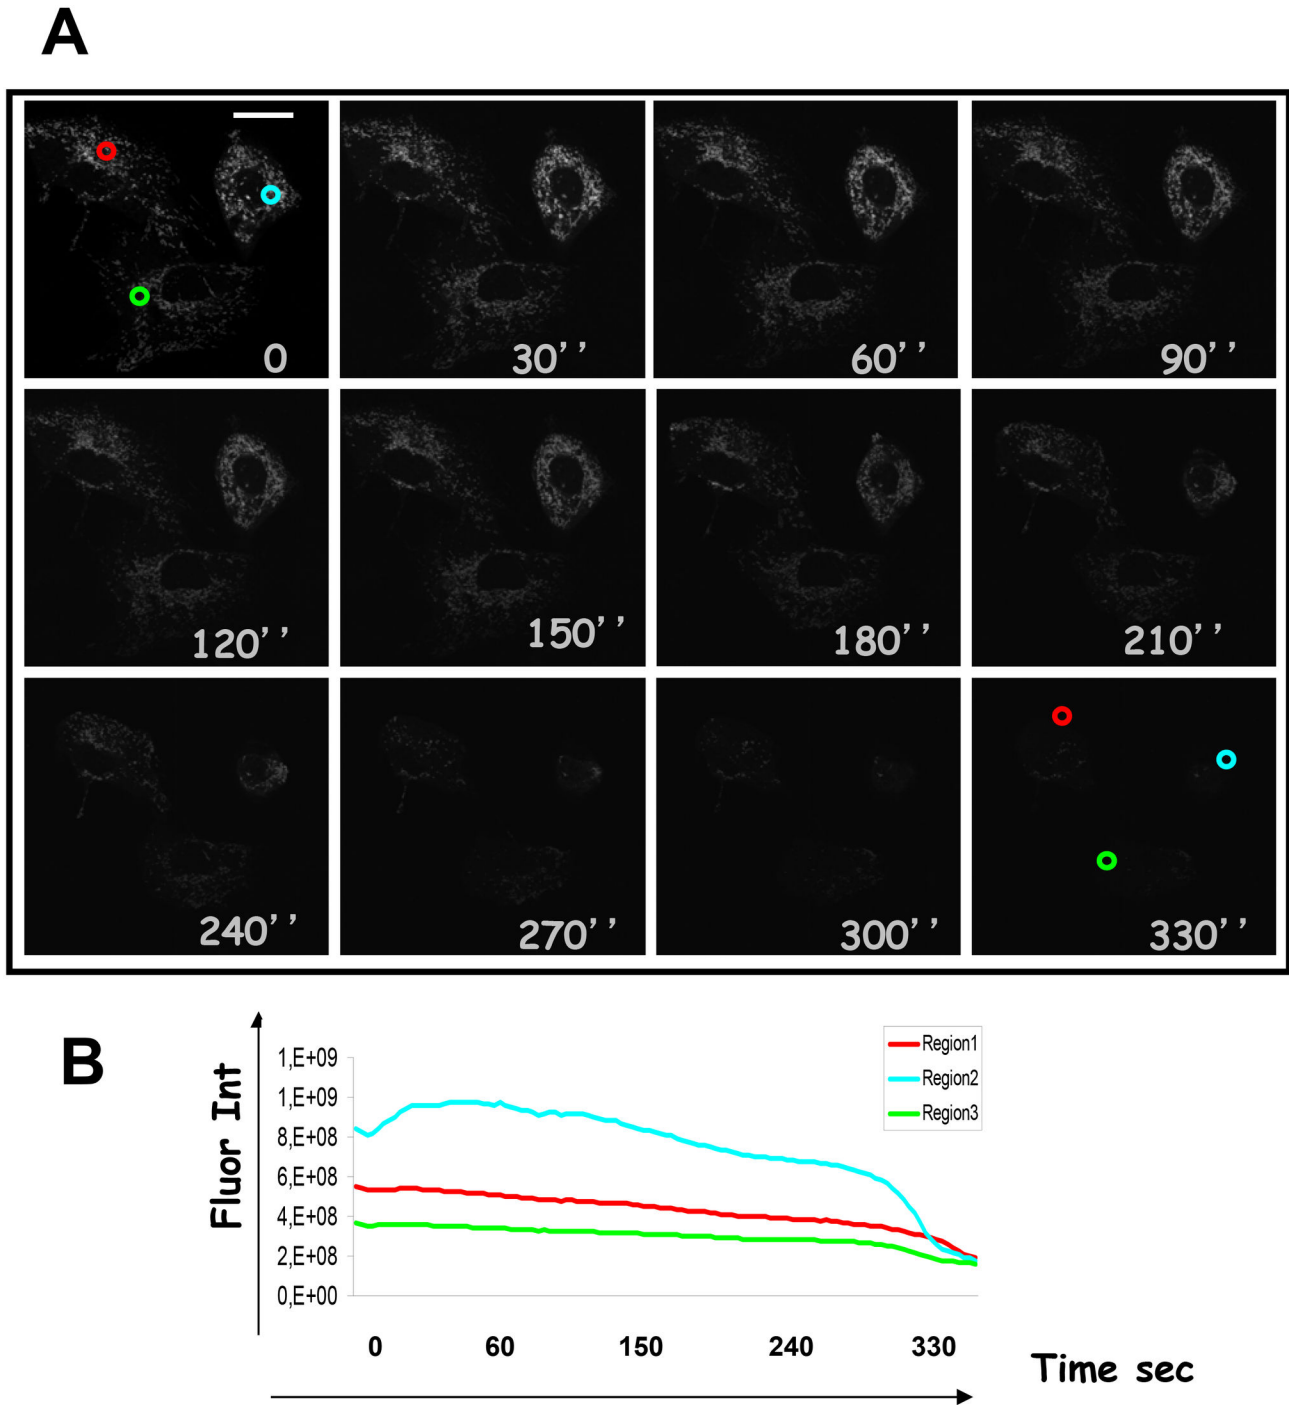 A
0
30’’
60’’
90’’
120’’
150’’
180’’
210’’
240’’
270’’
300’’
330’’
B
Fluor Int
1,E+09
1,E+09
8,E+08
6,E+08
4,E+08
2,E+08
0,E+00
Region1
Region2
Region3
0 60 150 240 330
Time sec